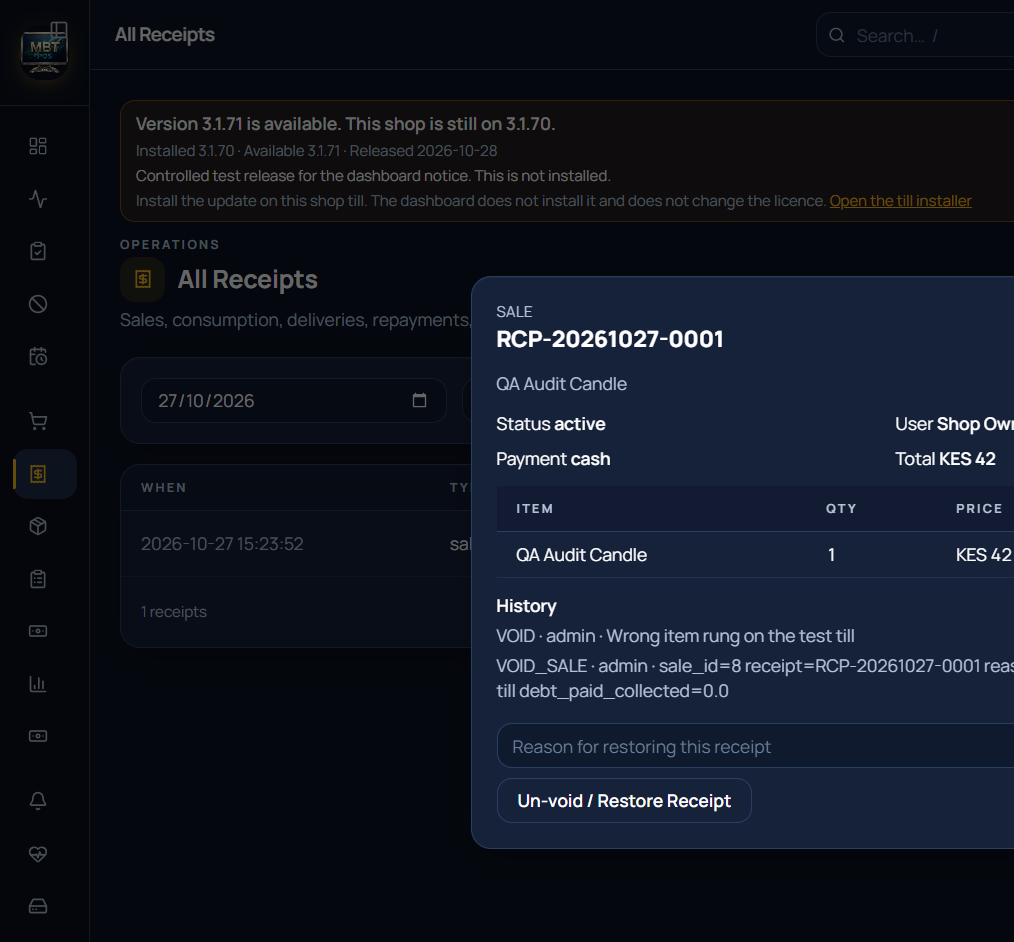 MBT
POS
All Receipts
Search... /
Version 3.1.71 is available. This shop is still on 3.1.70.
Installed 3.1.70 · Available 3.1.71 · Released 2026-10-28
Controlled test release for the dashboard notice. This is not installed.
Install the update on this shop till. The dashboard does not install it and does not change the licence. Open the till installer
OPERATIONS
All Receipts
Sales, consumption, deliveries, repayments,
27/10/2026
WHEN TY
2026-10-27 15:23:52 sal
1 receipts
SALE
RCP-20261027-0001
QA Audit Candle
Status active User Shop Own
Payment cash Total KES 42
ITEM QTY PRICE
QA Audit Candle 1 KES 42
History
VOID · admin · Wrong item rung on the test till
VOID_SALE · admin · sale_id=8 receipt=RCP-20261027-0001 reas
till debt_paid_collected=0.0
Reason for restoring this receipt
Un-void / Restore Receipt